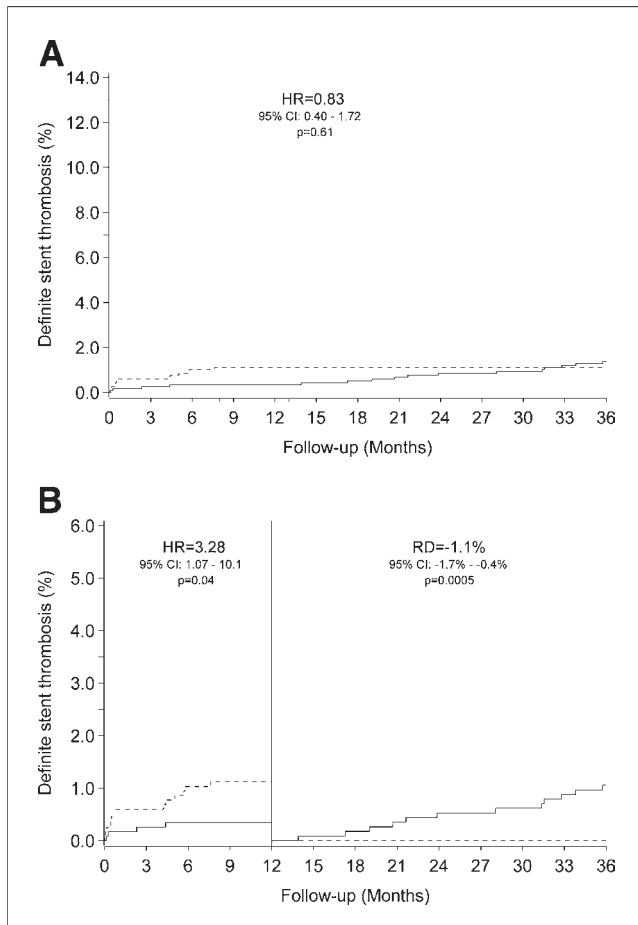 A
14.0
12.0
10.0
8.0
6.0
4.0
2.0
0.0
Definite stent thrombosis (%)
HR=0.83
95% CI: 0.40 - 1.72
p=0.61
0 3 6 9 12 15 18 21 24 27 30 33 36
Follow-up (Months)
B
6.0
5.0
4.0
3.0
2.0
1.0
0.0
Definite stent thrombosis (%)
HR=3.28
95% CI: 1.07 - 10.1
p=0.04
RD=-1.1%
95% CI: -1.7% - -0.4%
p=0.0005
0 3 6 9 12 15 18 21 24 27 30 33 36
Follow-up (Months)